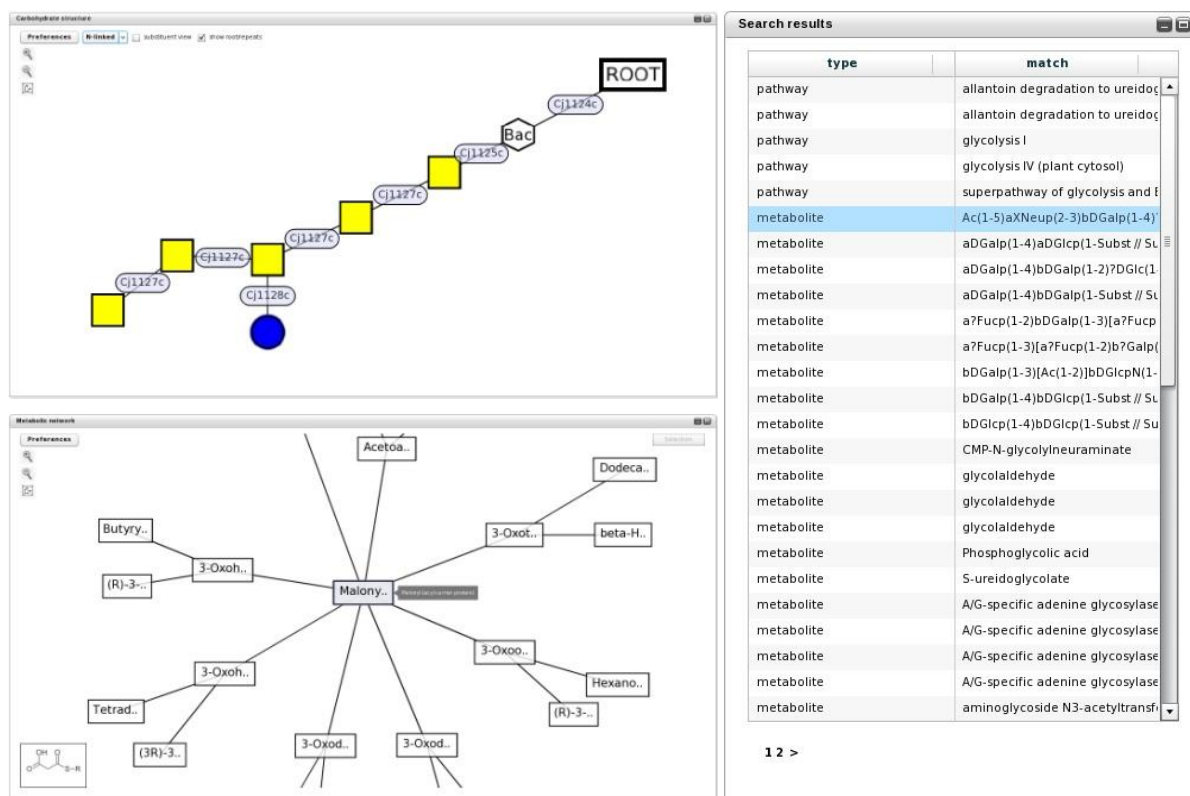 Carbohydrate structure
Preferences N-linked substituent view show rootrepeats
ROOT
Cj1124c
Bac
Cj1125c
Cj1127c
Cj1127c
Cj1127c
Cj1127c
Cj1128c
Metabolic network
Preferences Selection
Acetoa..
Dodeca..
Butyry..
3-Oxot..
beta-H..
3-Oxoh..
(R)-3-..
Malony..
3-Oxoo..
3-Oxoh..
Hexano..
Tetrad..
(R)-3-..
(3R)-3..
3-Oxod..
3-Oxod..
OH O
O S-R
Search results
type match
pathway allantoin degradation to ureidog
pathway allantoin degradation to ureidog
pathway glycolysis I
pathway glycolysis IV (plant cytosol)
pathway superpathway of glycolysis and E
metabolite Ac(1-5)aXNeup(2-3)bDGalp(1-4)
metabolite aDGalp(1-4)aDGlcp(1-Subst // Su
metabolite aDGalp(1-4)bDGalp(1-2)?DGlc(1-
metabolite aDGalp(1-4)bDGalp(1-Subst // Su
metabolite a?Fucp(1-2)bDGalp(1-3)[a?Fucp
metabolite a?Fucp(1-3)[a?Fucp(1-2)b?Galp(
metabolite bDGalp(1-3)[Ac(1-2)]bDGlcpN(1-
metabolite bDGalp(1-4)bDGlcp(1-Subst // Su
metabolite bDGlcp(1-4)bDGlcp(1-Subst // Su
metabolite CMP-N-glycolylneuraminate
metabolite glycolaldehyde
metabolite glycolaldehyde
metabolite glycolaldehyde
metabolite Phosphoglycolic acid
metabolite S-ureidoglycolate
metabolite A/G-specific adenine glycosylase
metabolite A/G-specific adenine glycosylase
metabolite A/G-specific adenine glycosylase
metabolite A/G-specific adenine glycosylase
metabolite aminoglycoside N3-acetyltransf
1 2 >